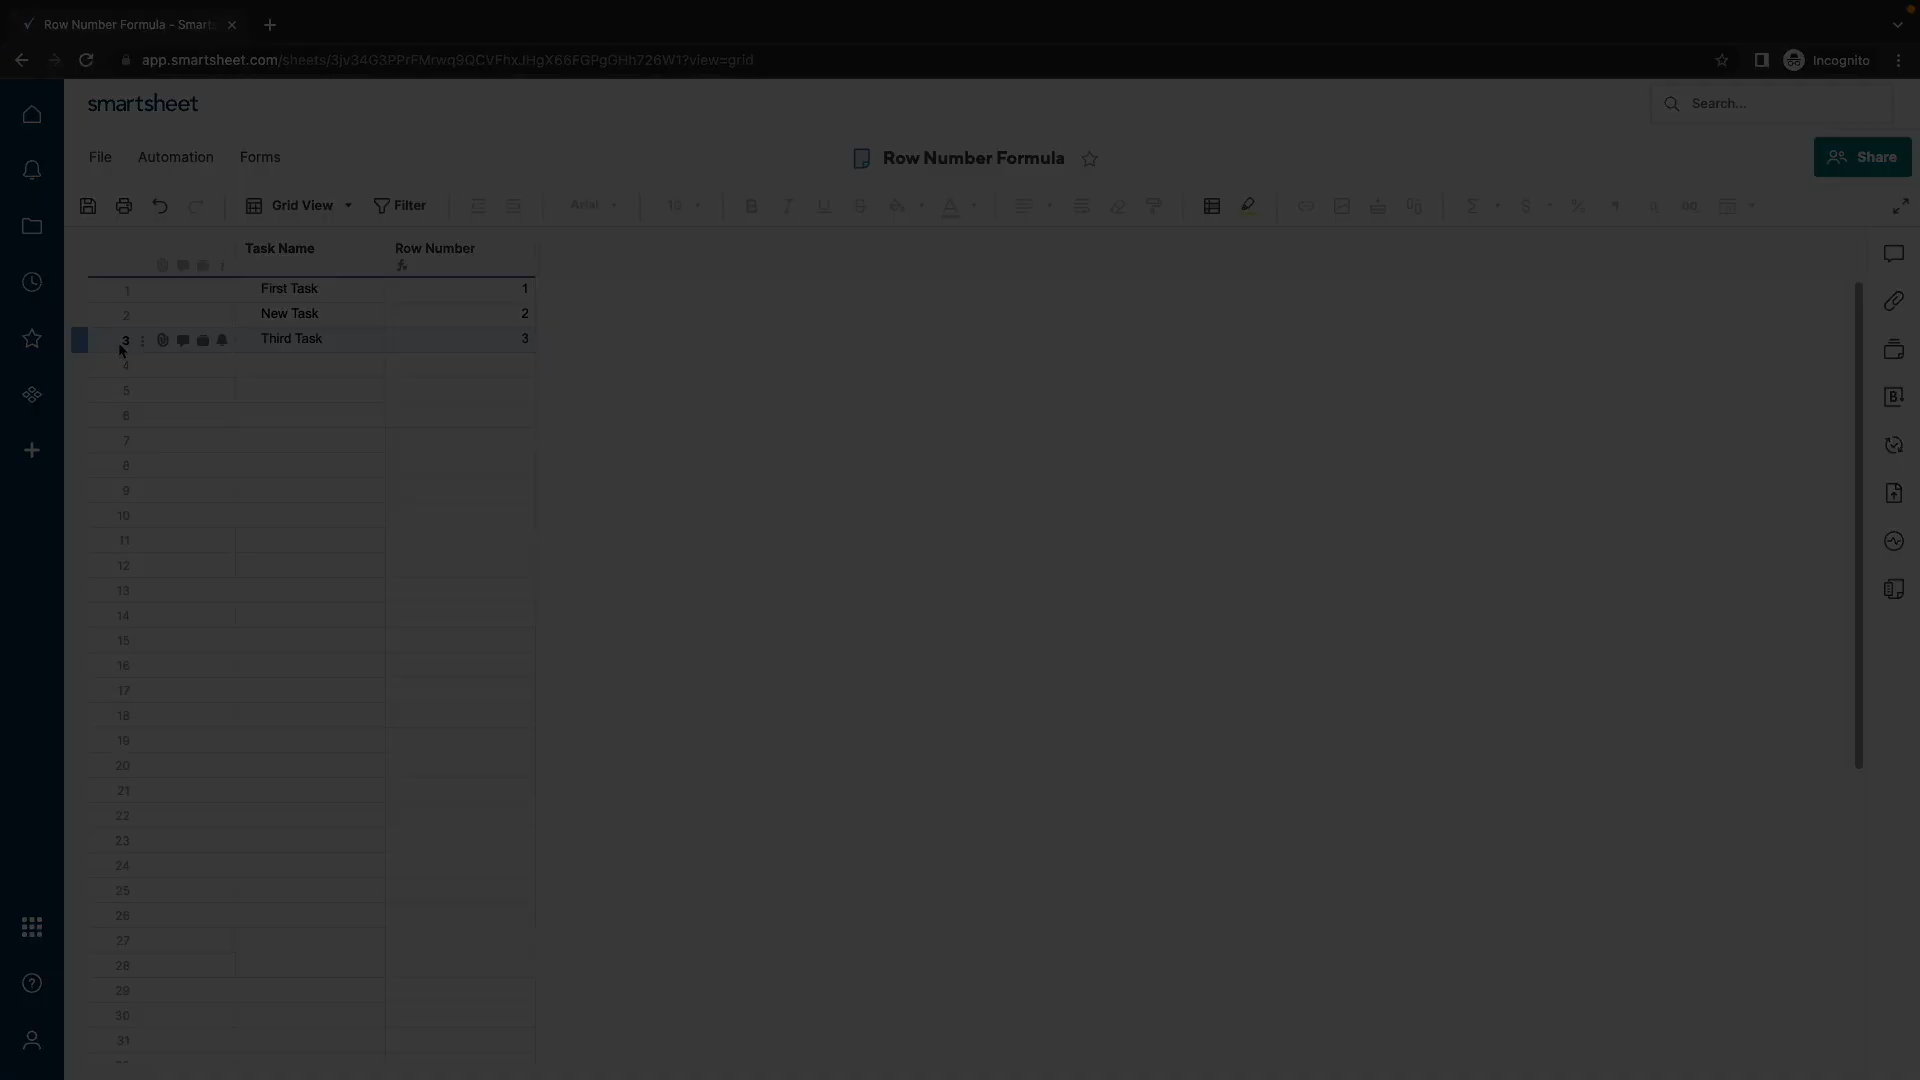 Row Number Formula - Smarts
app.smartsheet.com/sheets/3jv34G3PPrFMrwq9QCVFhxJHgX66FGPgGHh726W1?view=grid
Incognito
smartsheet
Search...
File Automation Forms
Row Number Formula
Share
Grid View
Filter
Arial
10
Task Name Row Number
1 First Task 1
2 New Task 2
3 Third Task 3
4
5
6
7
8
9
10
11
12
13
14
15
16
17
18
19
20
21
22
23
24
25
26
27
28
29
30
31